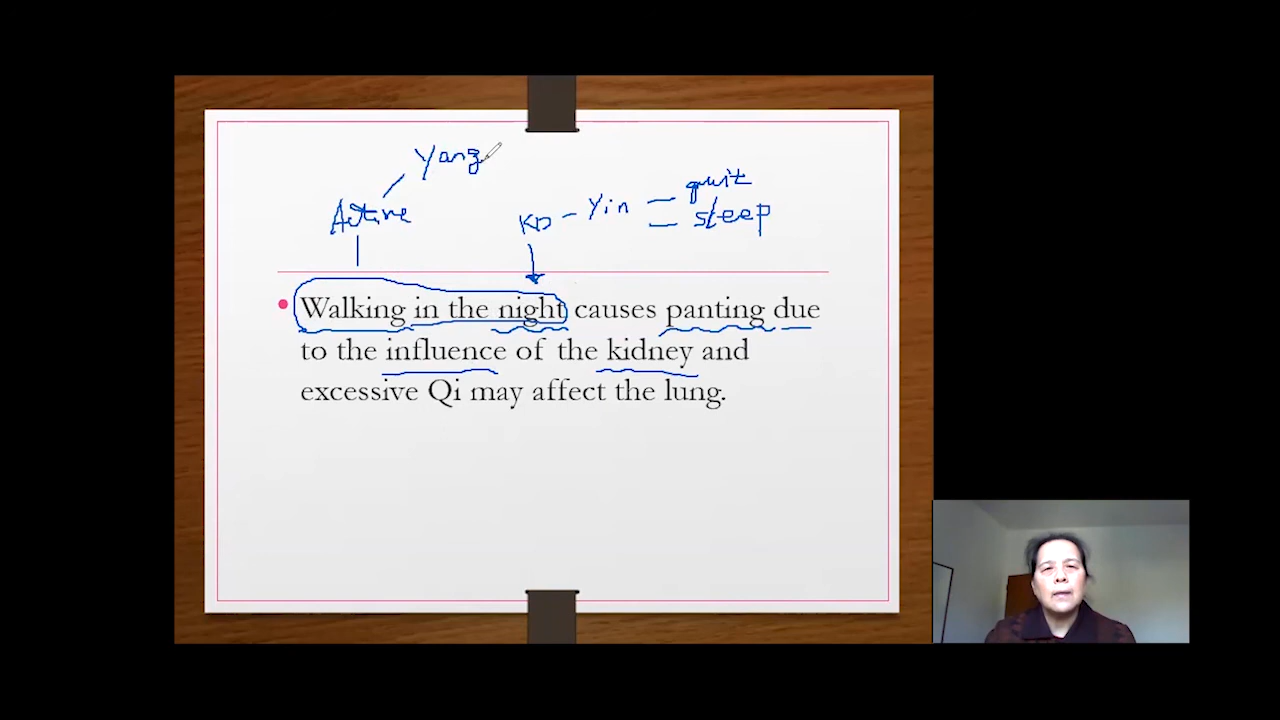 Yang
quit
Active
KD - Yin
sleep
• Walking in the night causes panting due
to the influence of the kidney and
excessive Qi may affect the lung.